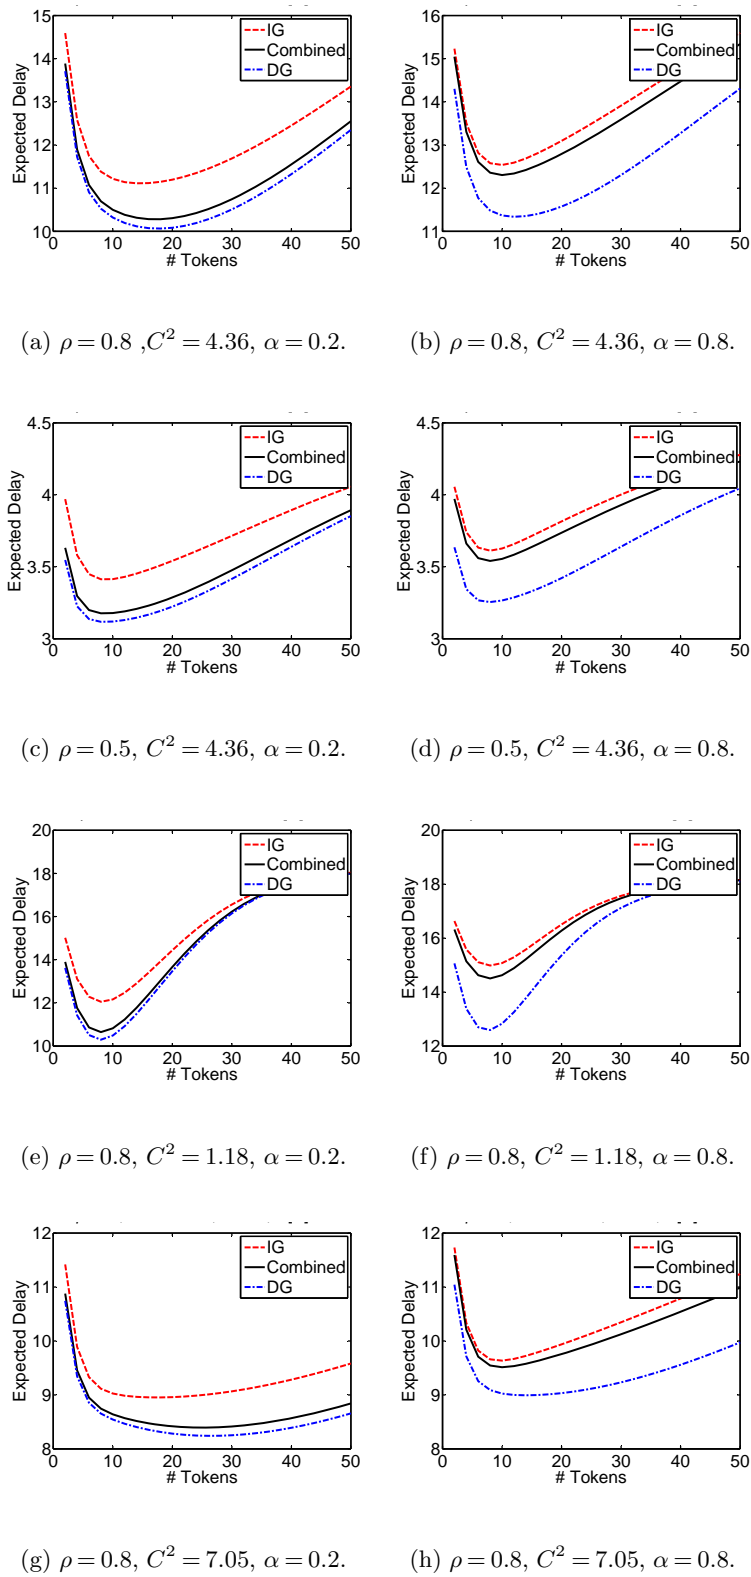 15
14
13
12
11
10
0 10 20 30 40 50
Expected Delay
# Tokens
IG
Combined
DG
16
15
14
13
12
11
0 10 20 30 40 50
Expected Delay
# Tokens
IG
Combined
DG
(a) ρ = 0.8 ,C² = 4.36, α = 0.2.
(b) ρ = 0.8, C² = 4.36, α = 0.8.
4.5
4
3.5
3
0 10 20 30 40 50
Expected Delay
# Tokens
IG
Combined
DG
4.5
4
3.5
3
0 10 20 30 40 50
Expected Delay
# Tokens
IG
Combined
DG
(c) ρ = 0.5, C² = 4.36, α = 0.2.
(d) ρ = 0.5, C² = 4.36, α = 0.8.
20
18
16
14
12
10
0 10 20 30 40 50
Expected Delay
# Tokens
IG
Combined
DG
20
18
16
14
12
0 10 20 30 40 50
Expected Delay
# Tokens
IG
Combined
DG
(e) ρ = 0.8, C² = 1.18, α = 0.2.
(f) ρ = 0.8, C² = 1.18, α = 0.8.
12
11
10
9
8
0 10 20 30 40 50
Expected Delay
# Tokens
IG
Combined
DG
12
11
10
9
8
0 10 20 30 40 50
Expected Delay
# Tokens
IG
Combined
DG
(g) ρ = 0.8, C² = 7.05, α = 0.2.
(h) ρ = 0.8, C² = 7.05, α = 0.8.